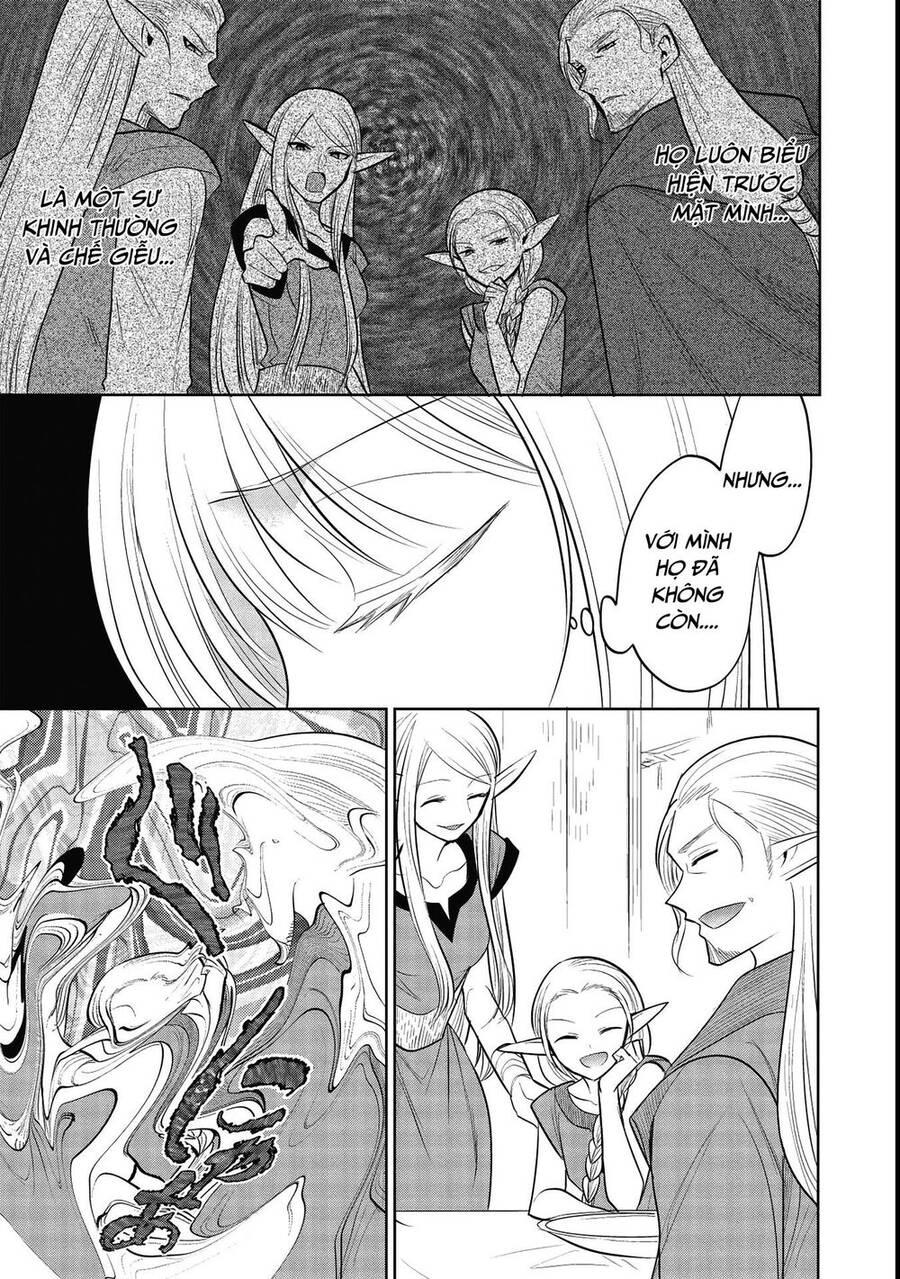 HỌ LUÔN BIỂU
HIỆN TRƯỚC
MẶT MÌNH...
LÀ MỘT SỰ
KHINH THƯỜNG
VÀ CHẾ GIỄU...
NHƯNG...
VỚI MÌNH
HỌ ĐÃ
KHÔNG
CÒN....